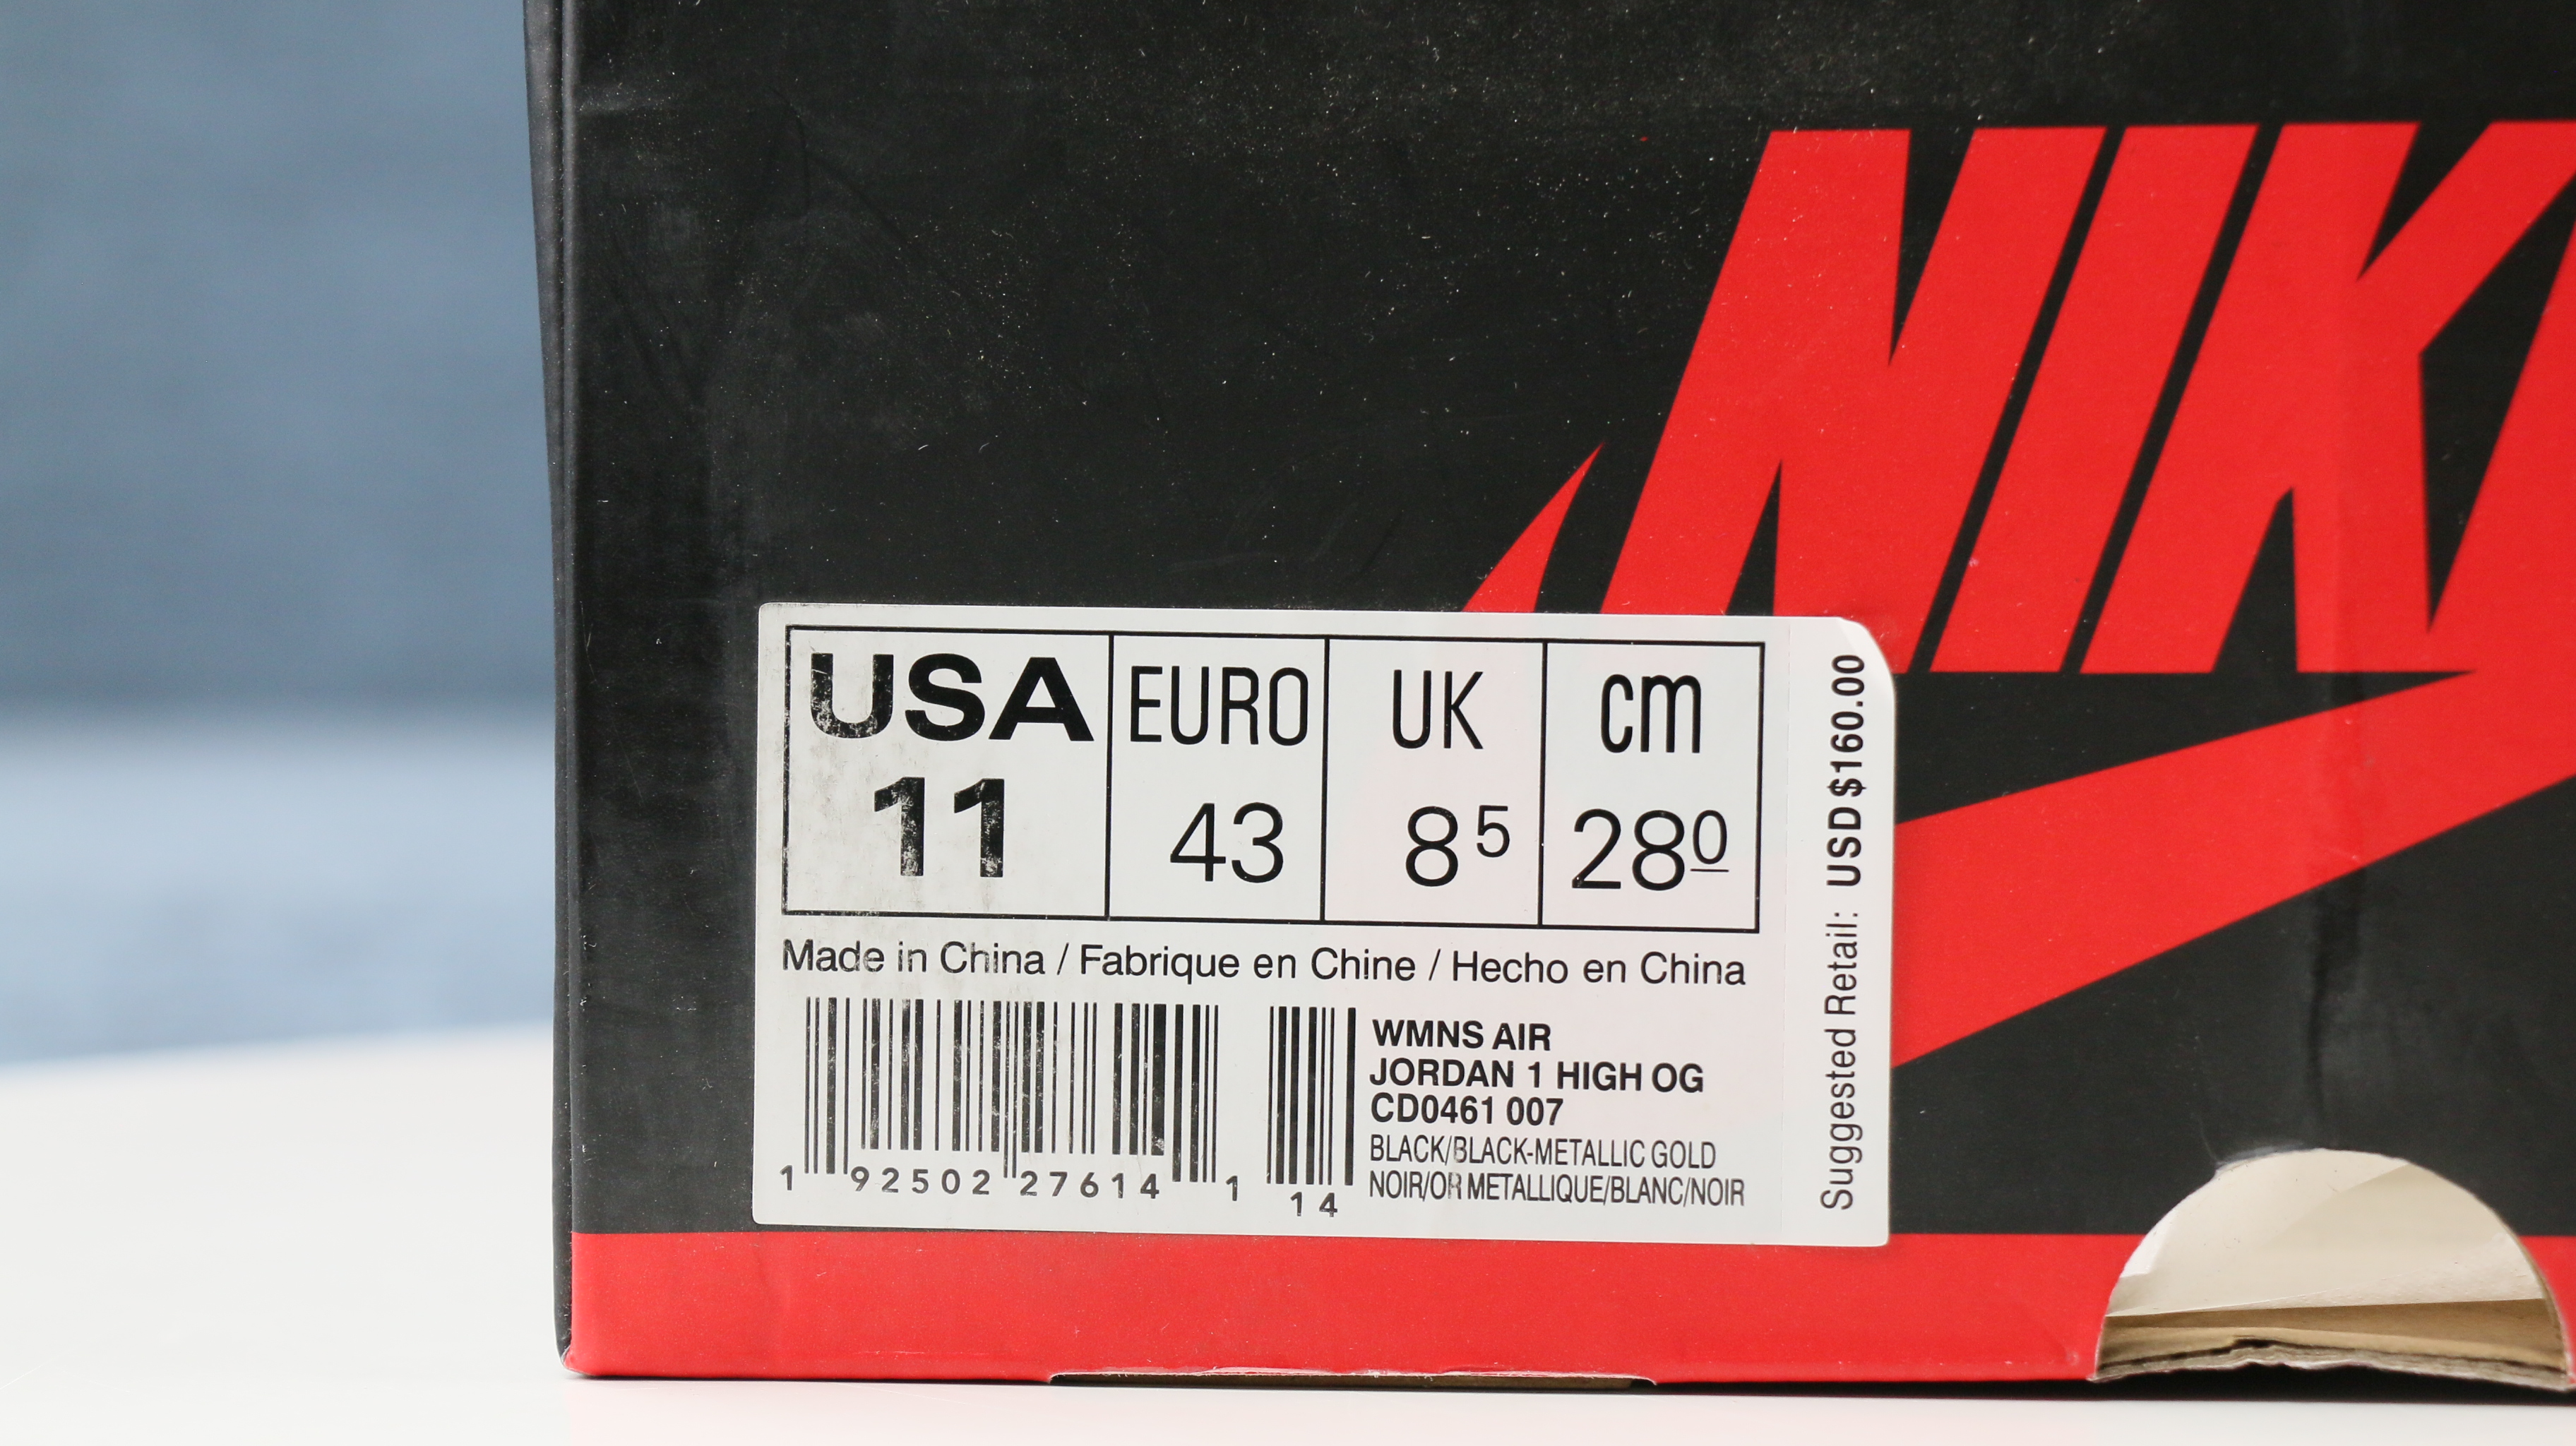 NIK
USA EURO UK cm
11 43 8 5 28 0
Made in China / Fabrique en Chine / Hecho en China
WMNS AIR
JORDAN 1 HIGH OG
CD0461 007
BLACK/BLACK-METALLIC GOLD
NOIR/OR METALLIQUE/BLANC/NOIR
1 92502 27614 1 14
Suggested Retail: USD $160.00